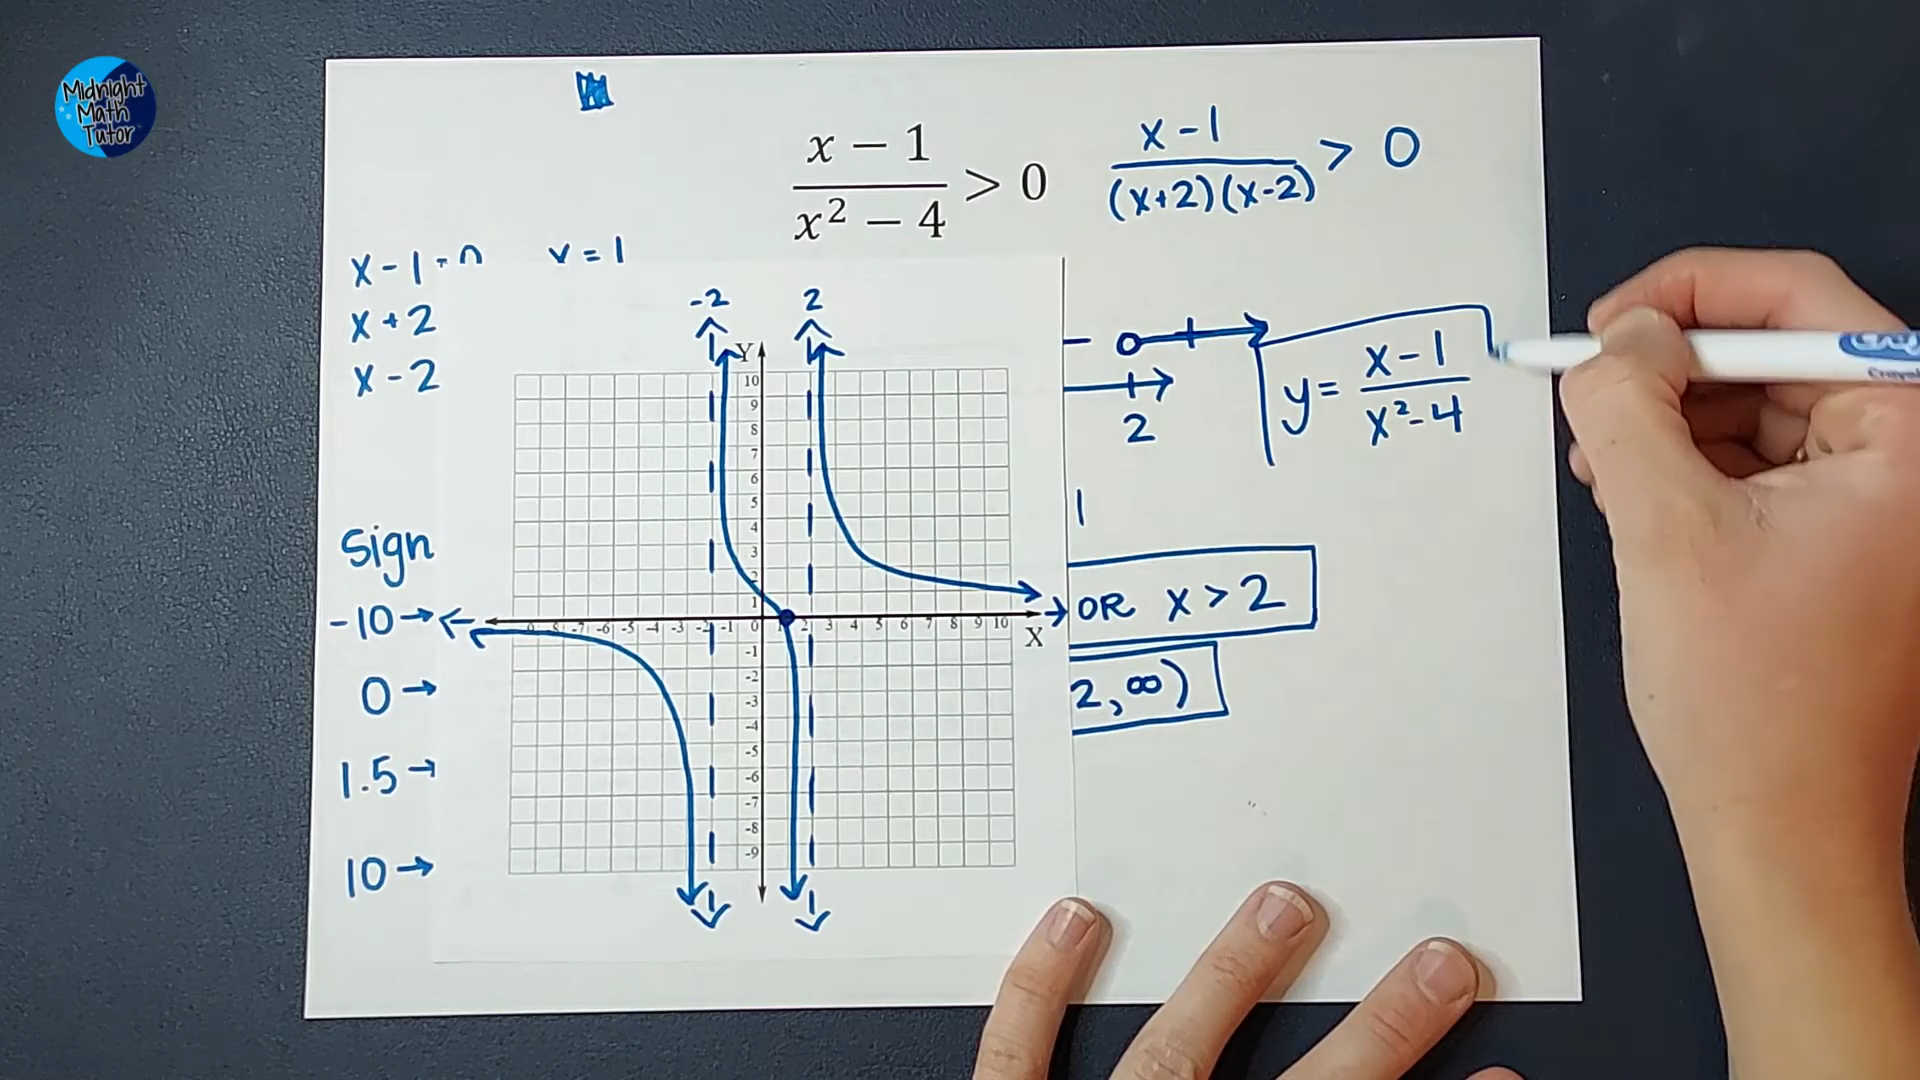 Midnight
Math
Tutor
x − 1
x² − 4
> 0
x - 1
(x+2)(x-2)
> 0
x - 1 = 0
x = 1
x + 2
x - 2
-2
2
Y
10
9
8
7
6
5
4
3
2
1
-7 -6 -5 -4 -3 -2 -1 0 1 2 3 4 5 6 7 8 9 10
X
-1
-2
-3
-4
-5
-6
-7
-8
-9
2
y = x - 1
x² - 4
1
Sign
-10 →
0 →
1.5 →
10 →
OR x > 2
2, ∞)